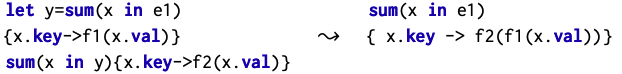 let y=sum(x in e1)
{x.key->f1(x.val)}
sum(x in y){x.key->f2(x.val)}
⤳
sum(x in e1)
{ x.key -> f2(f1(x.val))}